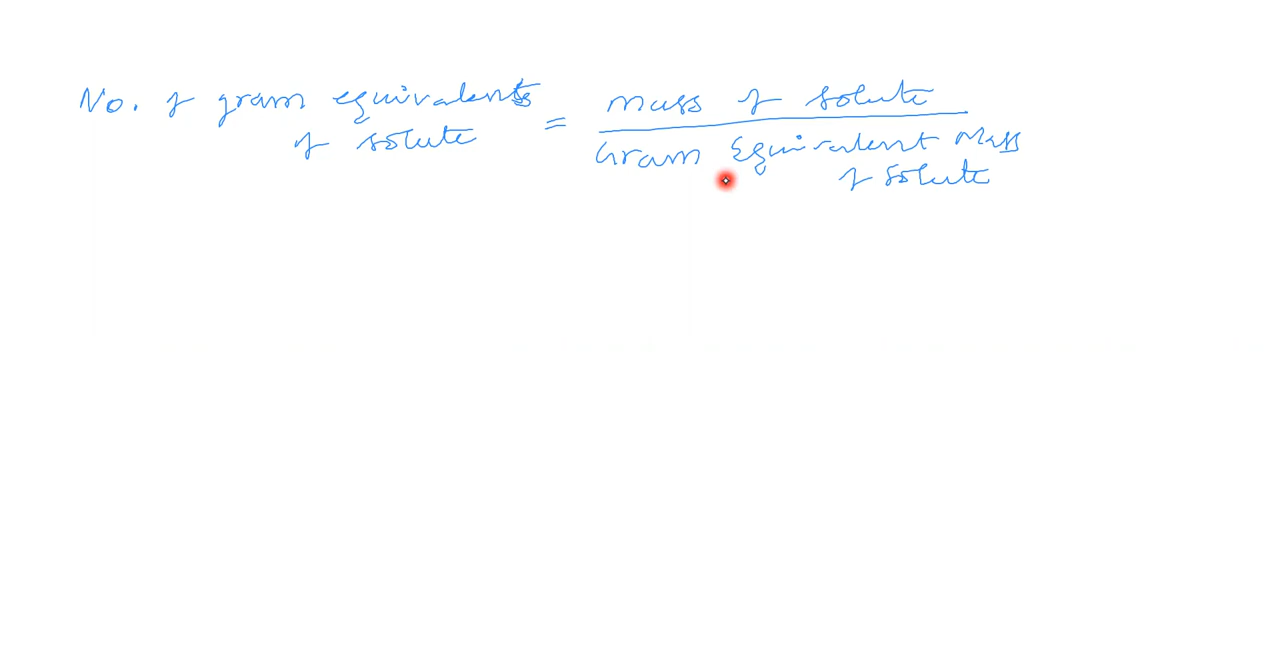 No. of gram equivalents
of solute
=
mass of solute
Gram Equivalent Mass
of solute